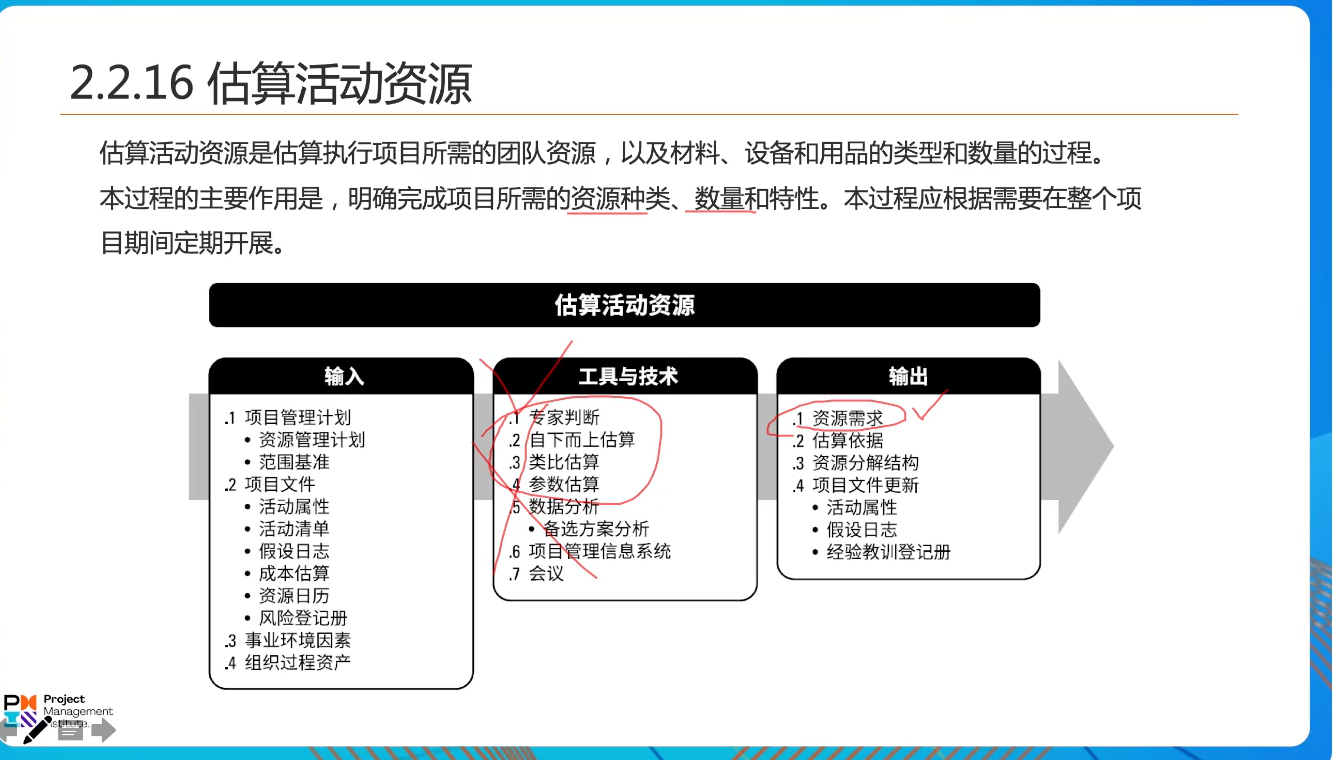 2.2.16 估算活动资源
估算活动资源是估算执行项目所需的团队资源，以及材料、设备和用品的类型和数量的过程。
本过程的主要作用是，明确完成项目所需的资源种类、数量和特性。本过程应根据需要在整个项
目期间定期开展。
估算活动资源
输入
.1 项目管理计划
• 资源管理计划
• 范围基准
.2 项目文件
• 活动属性
• 活动清单
• 假设日志
• 成本估算
• 资源日历
• 风险登记册
.3 事业环境因素
.4 组织过程资产
工具与技术
.1 专家判断
.2 自下而上估算
.3 类比估算
.4 参数估算
.5 数据分析
• 备选方案分析
.6 项目管理信息系统
.7 会议
输出
.1 资源需求
.2 估算依据
.3 资源分解结构
.4 项目文件更新
• 活动属性
• 假设日志
• 经验教训登记册
Project
Management